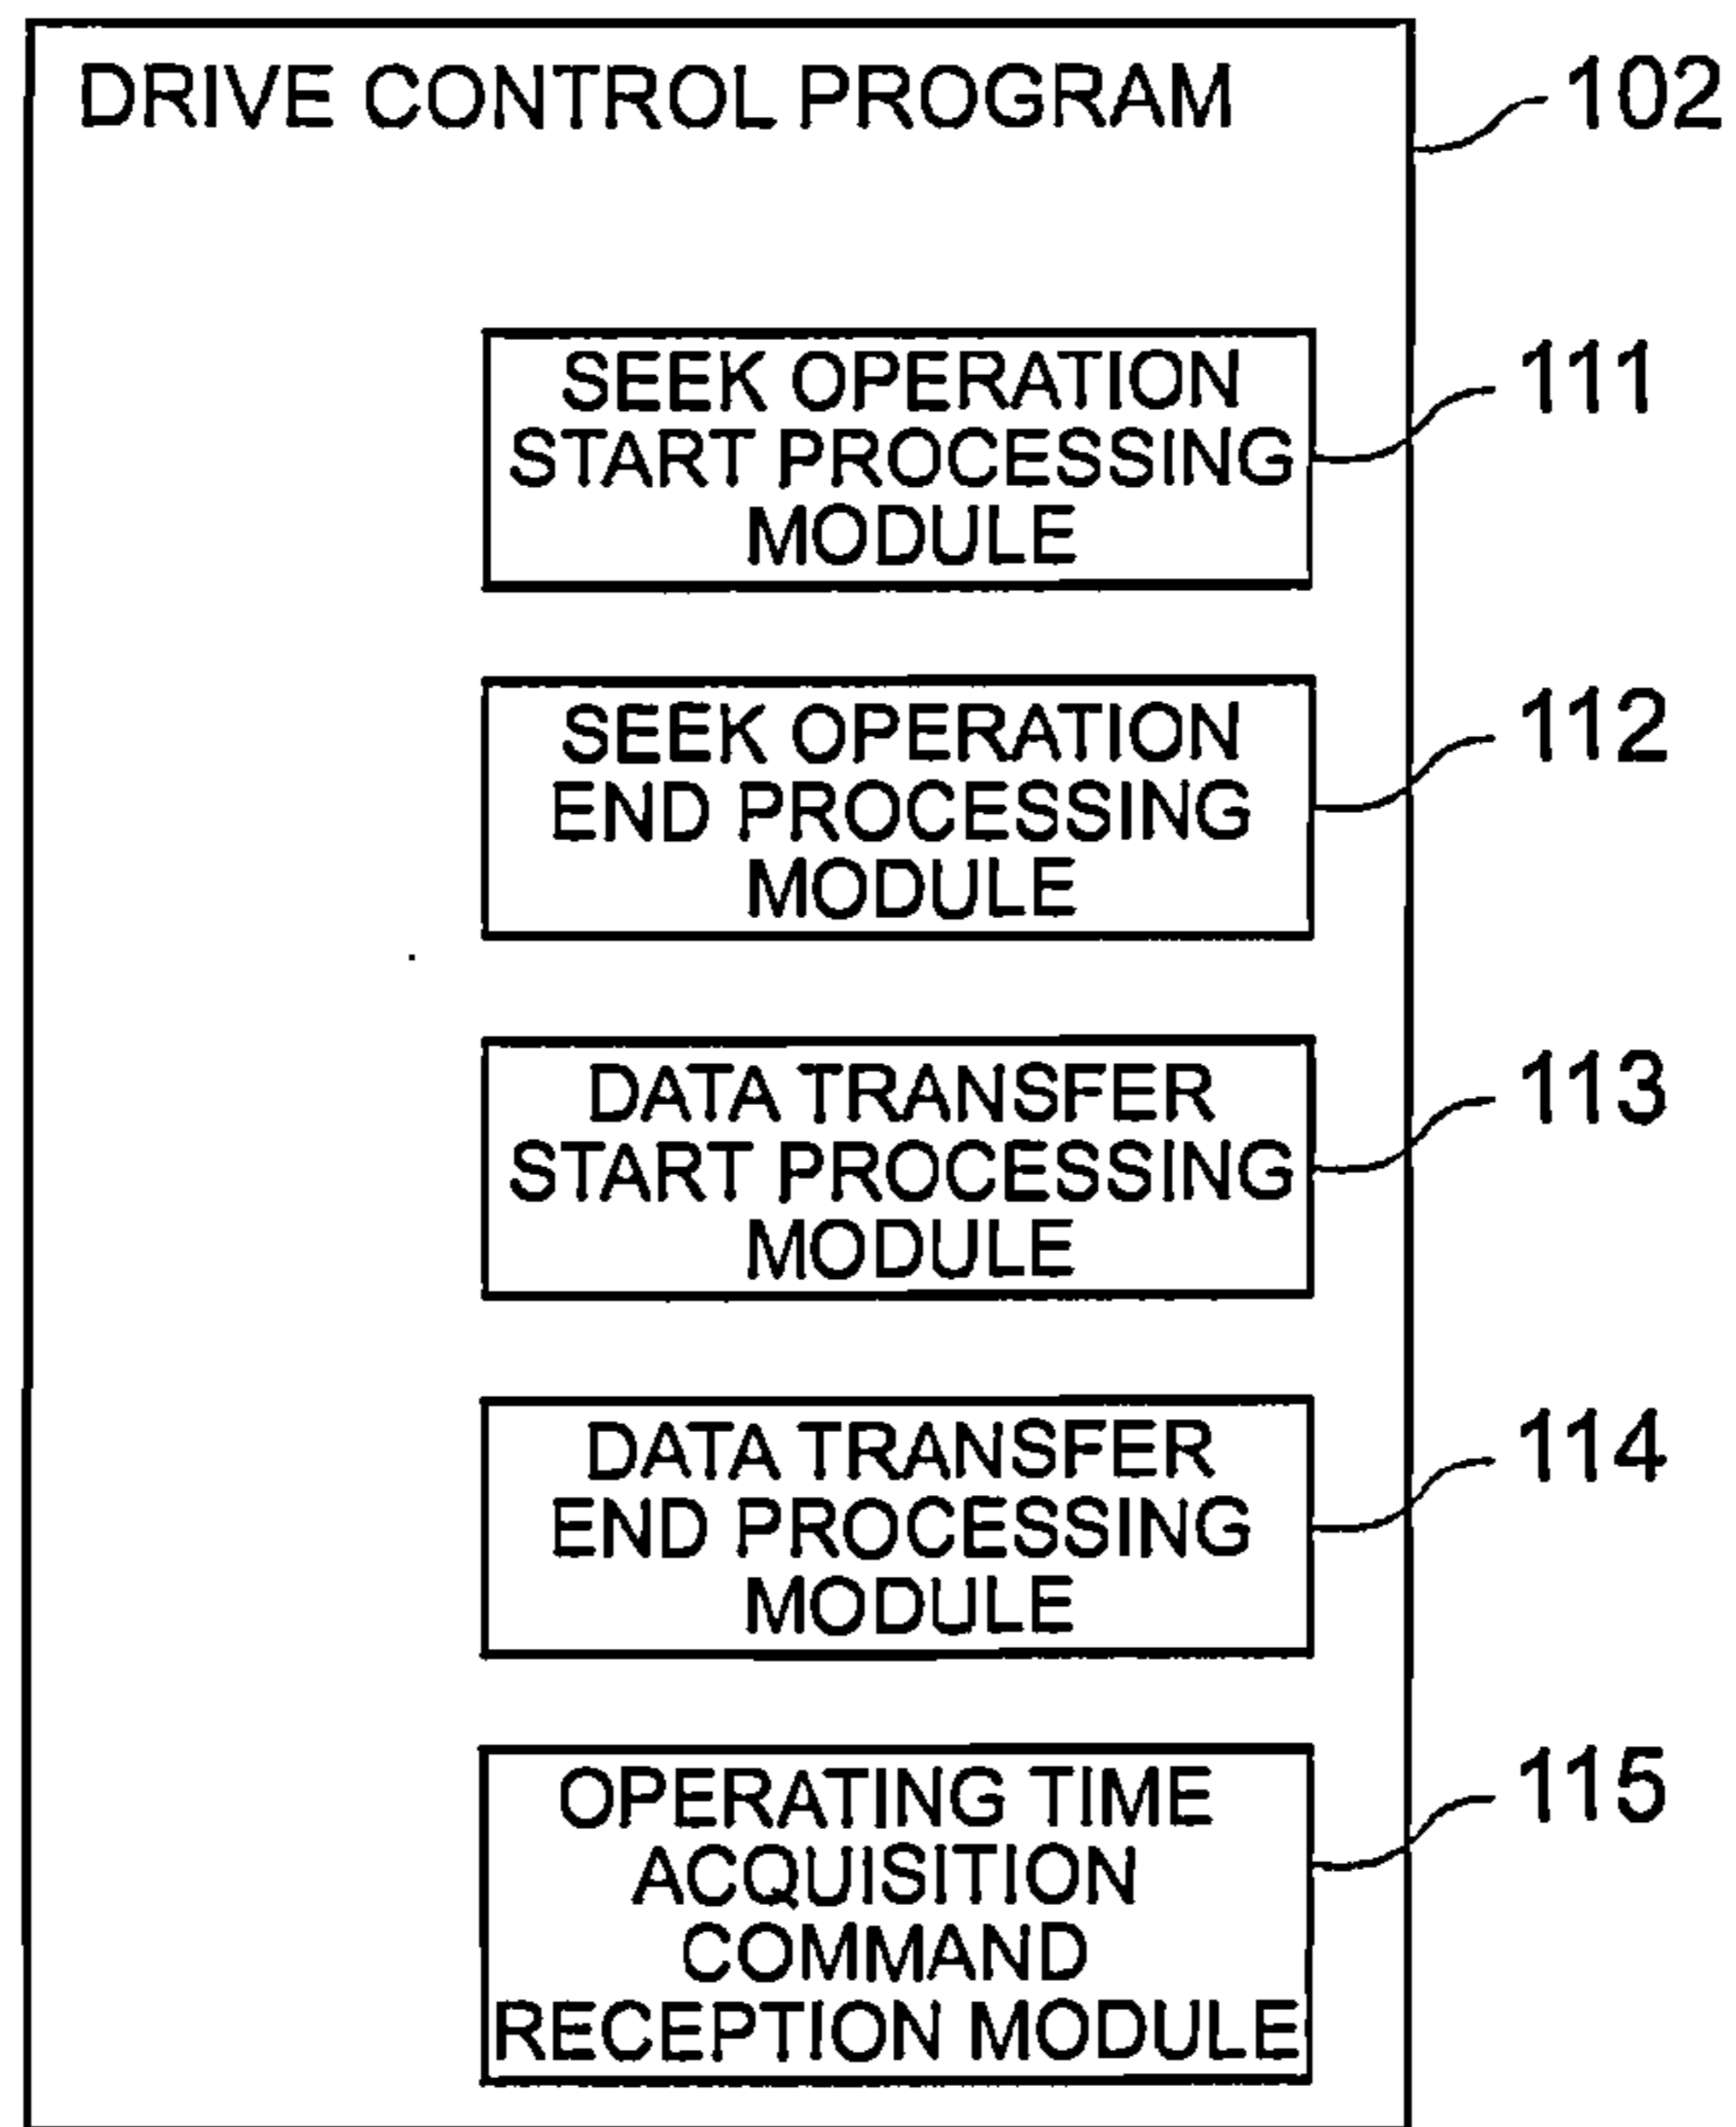 DRIVE CONTROL PROGRAM
102
SEEK OPERATION
START PROCESSING
MODULE
111
SEEK OPERATION
END PROCESSING
MODULE
112
DATA TRANSFER
START PROCESSING
MODULE
113
DATA TRANSFER
END PROCESSING
MODULE
114
OPERATING TIME
ACQUISITION
COMMAND
RECEPTION MODULE
115